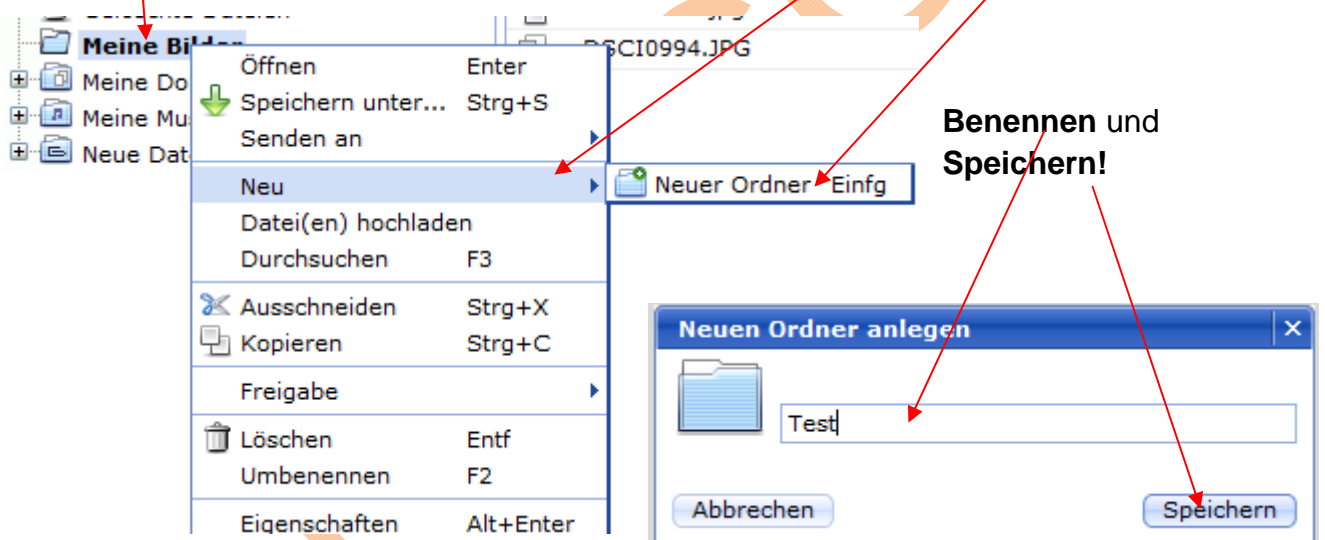 Meine Bilder
DSCI0994.JPG
Meine Do
Meine Mu
Neue Dat
Öffnen Enter
Speichern unter... Strg+S
Senden an
Neu
Neuer Ordner Einfg
Datei(en) hochladen
Durchsuchen F3
Ausschneiden Strg+X
Kopieren Strg+C
Freigabe
Löschen Entf
Umbenennen F2
Eigenschaften Alt+Enter
Benennen und
Speichern!
Neuen Ordner anlegen
Test
Abbrechen Speichern